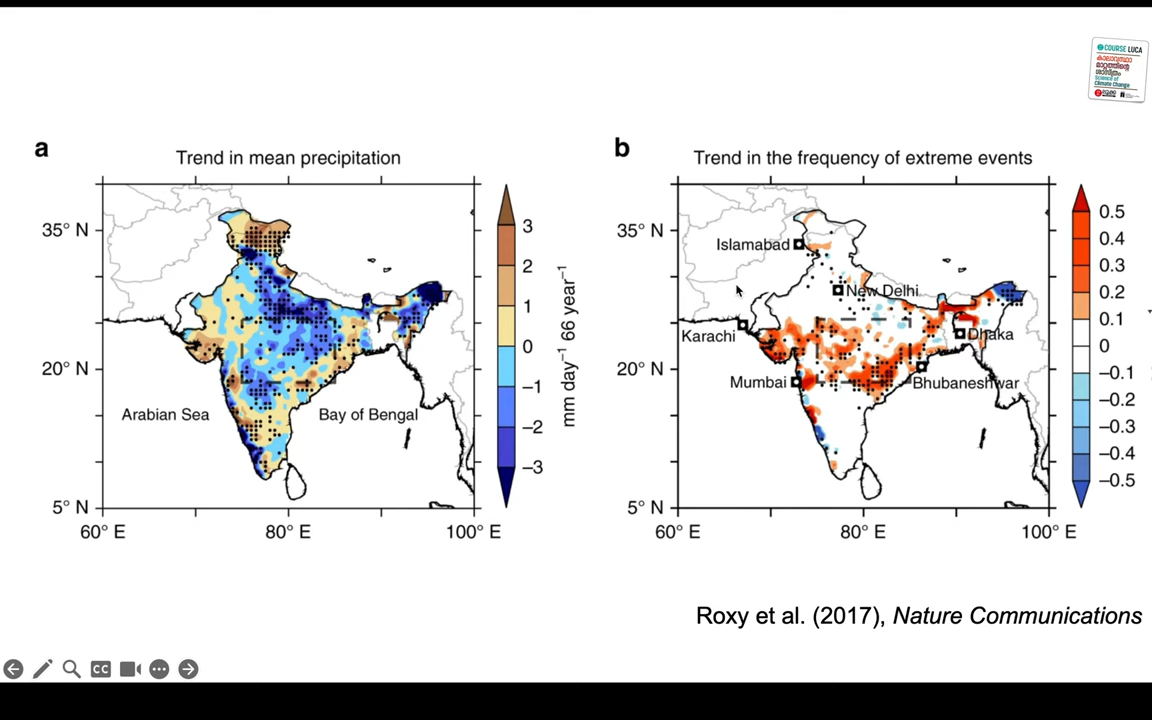 COURSE LUCA
കാലാവസ്ഥാ
മാറ്റത്തിന്റെ
ശാസ്ത്രം
Science of
Climate Change
a
Trend in mean precipitation
35° N
20° N
5° N
60° E
80° E
100° E
Arabian Sea
Bay of Bengal
3
2
1
0
–1
–2
–3
mm day⁻¹ 66 year⁻¹
b
Trend in the frequency of extreme events
35° N
20° N
5° N
60° E
80° E
100° E
Islamabad
New Delhi
Karachi
Dhaka
Mumbai
Bhubaneshwar
0.5
0.4
0.3
0.2
0.1
0
–0.1
–0.2
–0.3
–0.4
–0.5
Roxy et al. (2017), Nature Communications
CC